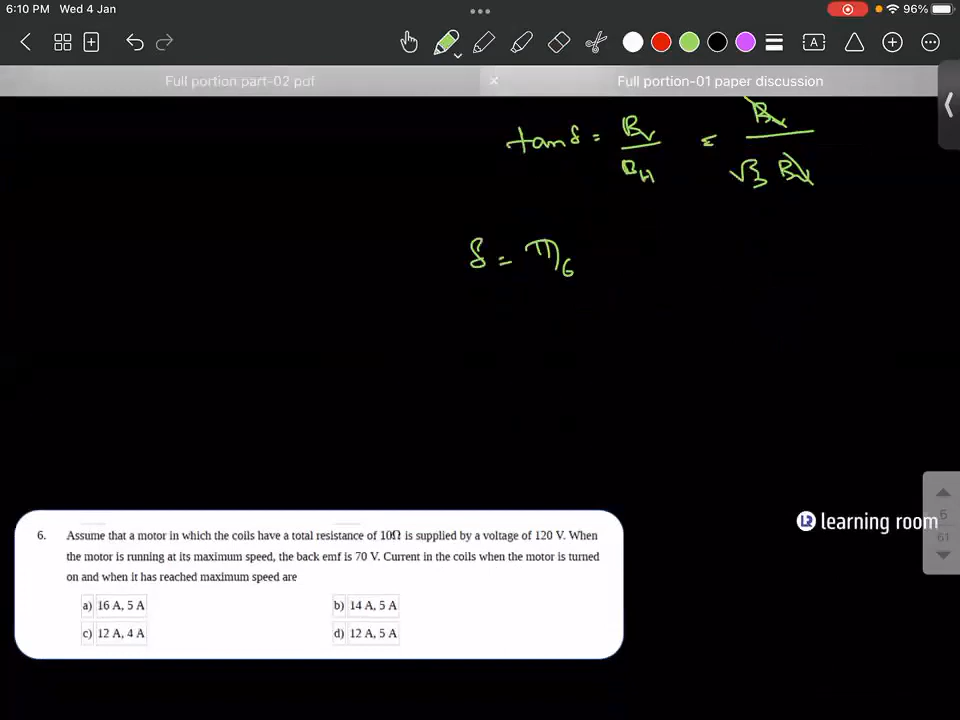 6:10 PM Wed 4 Jan
96%
Full portion part-02 pdf
Full portion-01 paper discussion
tan δ = Bv / BH = Bv / √3 Bv
δ = π/6
6. Assume that a motor in which the coils have a total resistance of 10Ω is supplied by a voltage of 120 V. When
the motor is running at its maximum speed, the back emf is 70 V. Current in the coils when the motor is turned
on and when it has reached maximum speed are
a) 16 A, 5 A
b) 14 A, 5 A
c) 12 A, 4 A
d) 12 A, 5 A
learning room
5
61